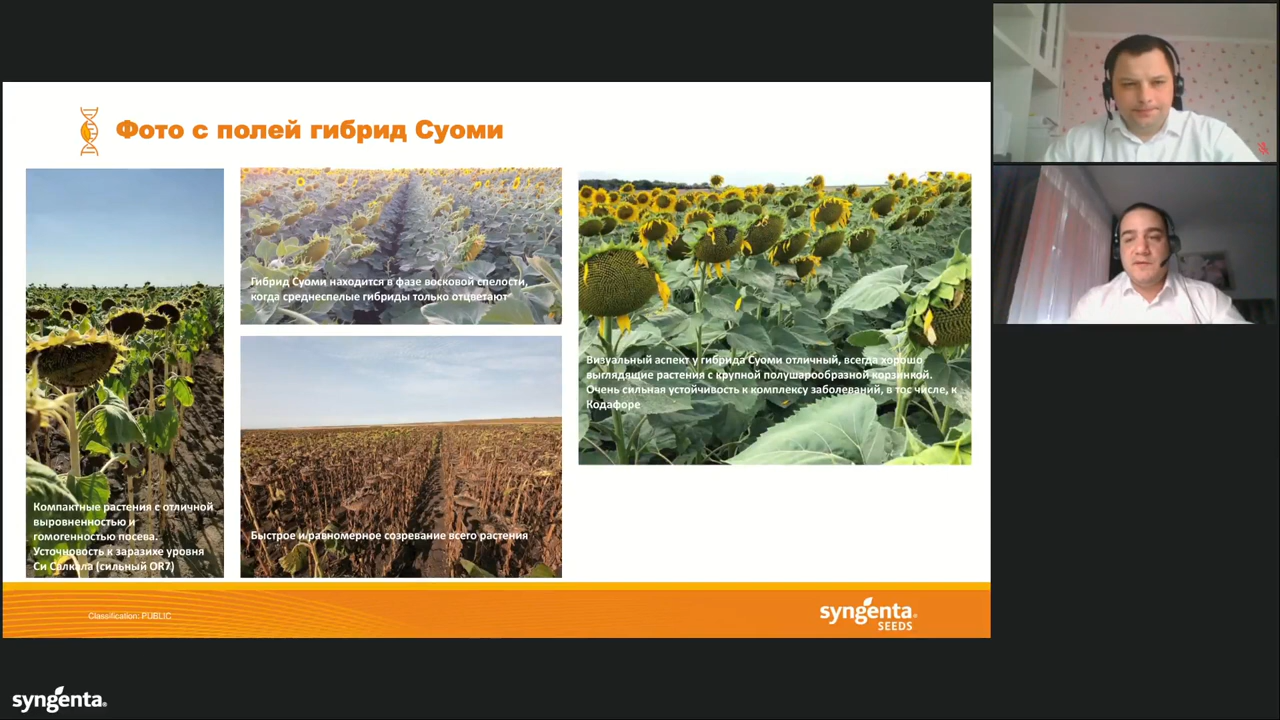 Фото с полей гибрид Суоми
Гибрид Суоми находится в фазе восковой спелости,
когда среднеспелые гибриды только отцветают
Визуальный аспект у гибрида Суоми отличный, всегда хорошо
выглядящие растения с крупной полушарообразной корзинкой.
Очень сильная устойчивость к комплексу заболеваний, в тос числе, к
Кодафоре
Компактные растения с отличной
выровненностью и
гомогенностью посева.
Усточновость к заразихе уровня
Си Салкала (сильный OR7)
Быстрое и/равномерное созревание всего растения
Classification: PUBLIC
syngenta
SEEDS
syngenta